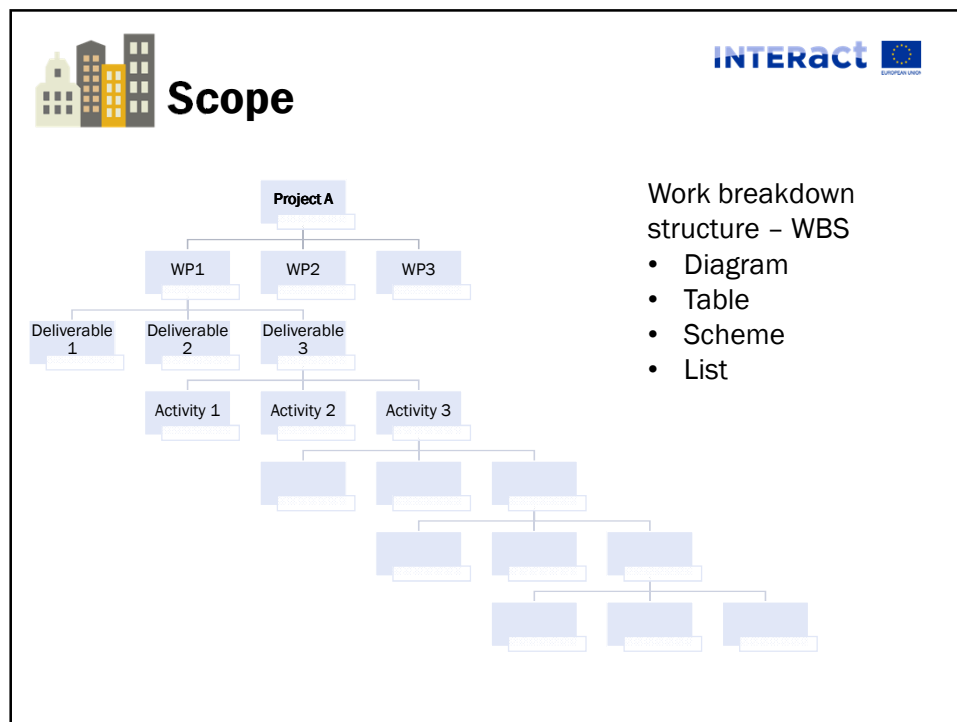 INTERact
EUROPEAN UNION
Scope
Project A
WP1
WP2
WP3
Deliverable
1
Deliverable
2
Deliverable
3
Activity 1
Activity 2
Activity 3
Work breakdown
structure – WBS
• Diagram
• Table
• Scheme
• List